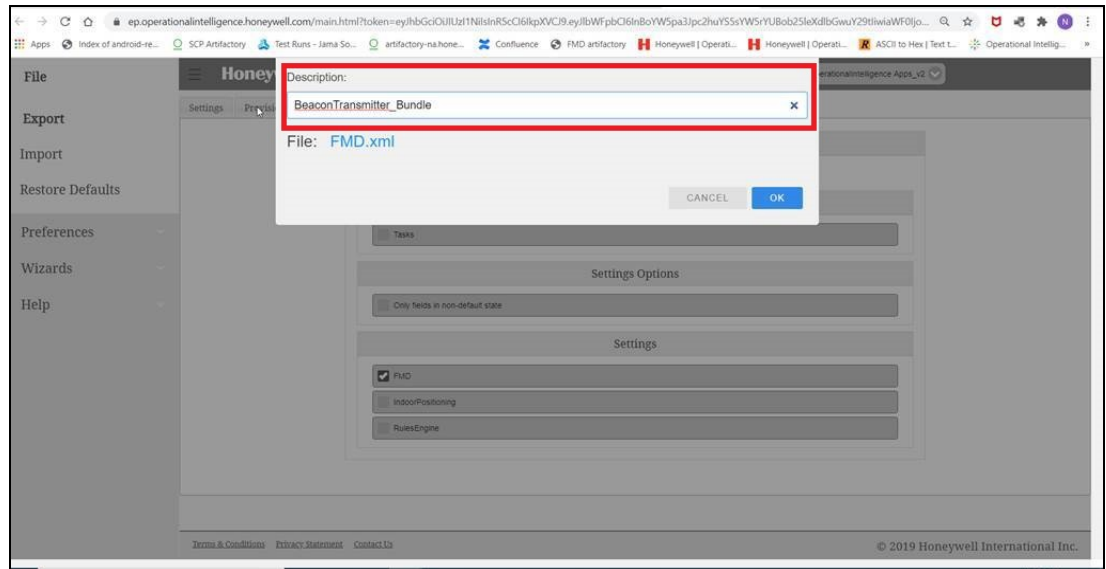 ep.operationalintelligence.honeywell.com/main.html?token=
Apps Index of android-re... SCP Artifactory Test Runs - Jama So... artifactory-na.hone... Confluence FMD artifactory Honeywell | Operati... Honeywell | Operati... ASCII to Hex | Text t... Operational Intellig... »
File
Honey
erationalintelligence Apps_v2
Description:
Settings Provisi
BeaconTransmitter_Bundle
Export
File: FMD.xml
Import
Restore Defaults
CANCEL OK
Preferences
Tasks
Wizards
Settings Options
Help
Only fields in non-default state
Settings
FMD
IndoorPositioning
RulesEngine
Terms & Conditions Privacy Statement Contact Us
© 2019 Honeywell International Inc.